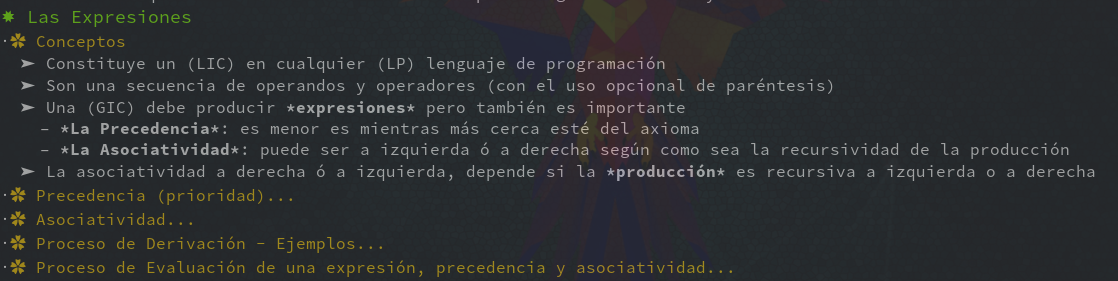 ✸ Las Expresiones
·✤ Conceptos
➤ Constituye un (LIC) en cualquier (LP) lenguaje de programación
➤ Son una secuencia de operandos y operadores (con el uso opcional de paréntesis)
➤ Una (GIC) debe producir *expresiones* pero también es importante
– *La Precedencia*: es menor es mientras más cerca esté del axioma
– *La Asociatividad*: puede ser a izquierda ó a derecha según como sea la recursividad de la producción
➤ La asociatividad a derecha ó a izquierda, depende si la *producción* es recursiva a izquierda o a derecha
·✤ Precedencia (prioridad)...
·✤ Asociatividad...
·✤ Proceso de Derivación - Ejemplos...
·✤ Proceso de Evaluación de una expresión, precedencia y asociatividad...